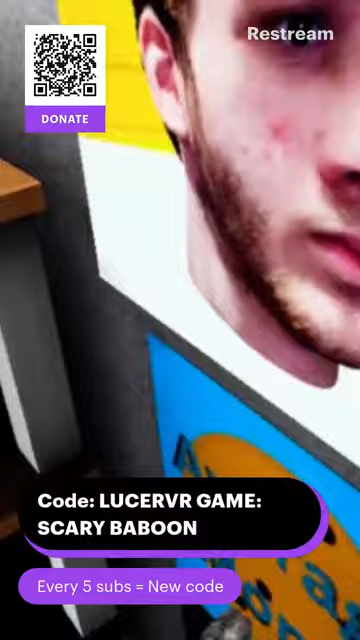 Restream
DONATE
Code: LUCERVR GAME:
SCARY BABOON
Every 5 subs = New code